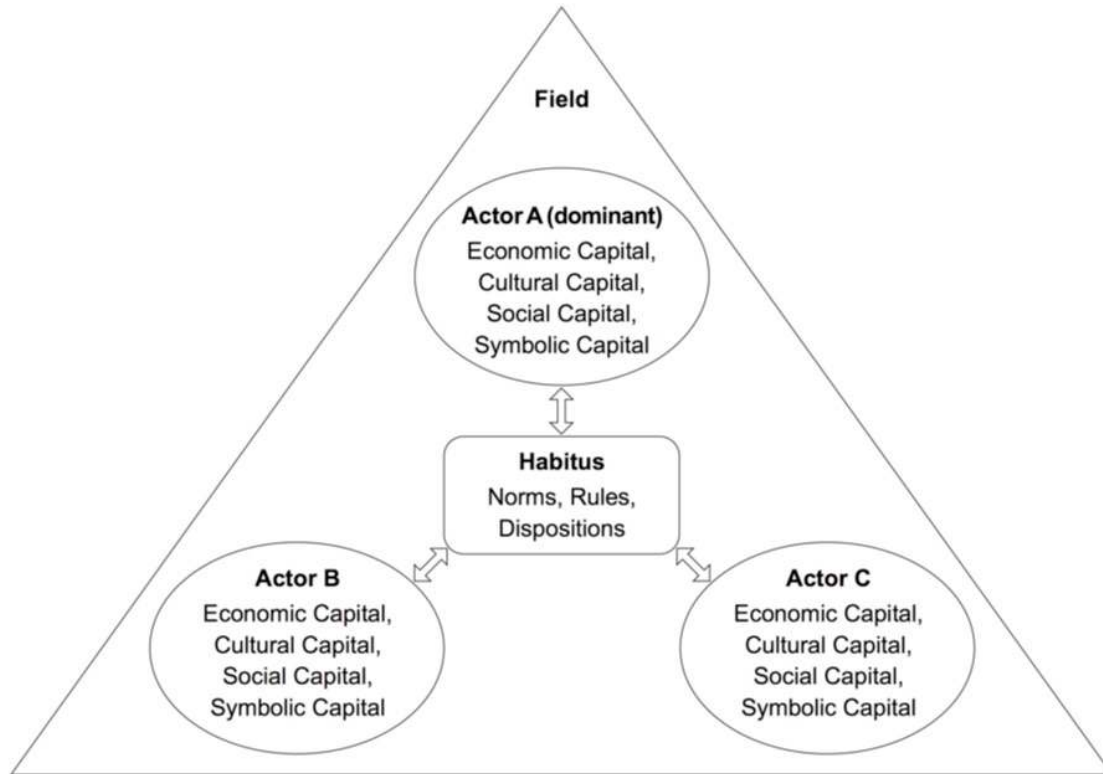 Field
Actor A (dominant)
Economic Capital,
Cultural Capital,
Social Capital,
Symbolic Capital
Habitus
Norms, Rules,
Dispositions
Actor B
Economic Capital,
Cultural Capital,
Social Capital,
Symbolic Capital
Actor C
Economic Capital,
Cultural Capital,
Social Capital,
Symbolic Capital